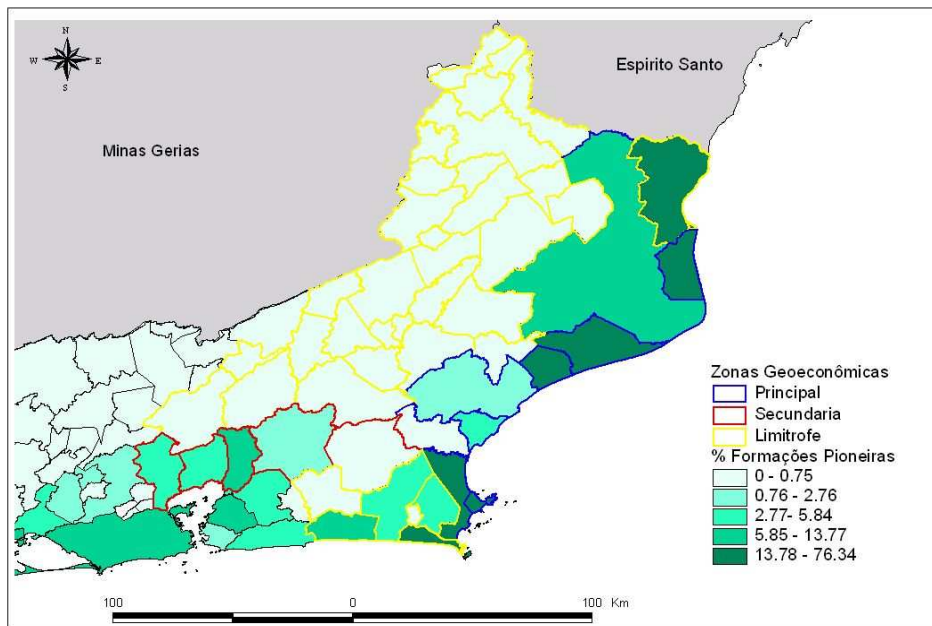 N
W E
S
Espirito Santo
Minas Gerias
Zonas Geoeconômicas
Principal
Secundaria
Limitrofe
% Formações Pioneiras
0 - 0.75
0.76 - 2.76
2.77- 5.84
5.85 - 13.77
13.78 - 76.34
100 0 100 Km